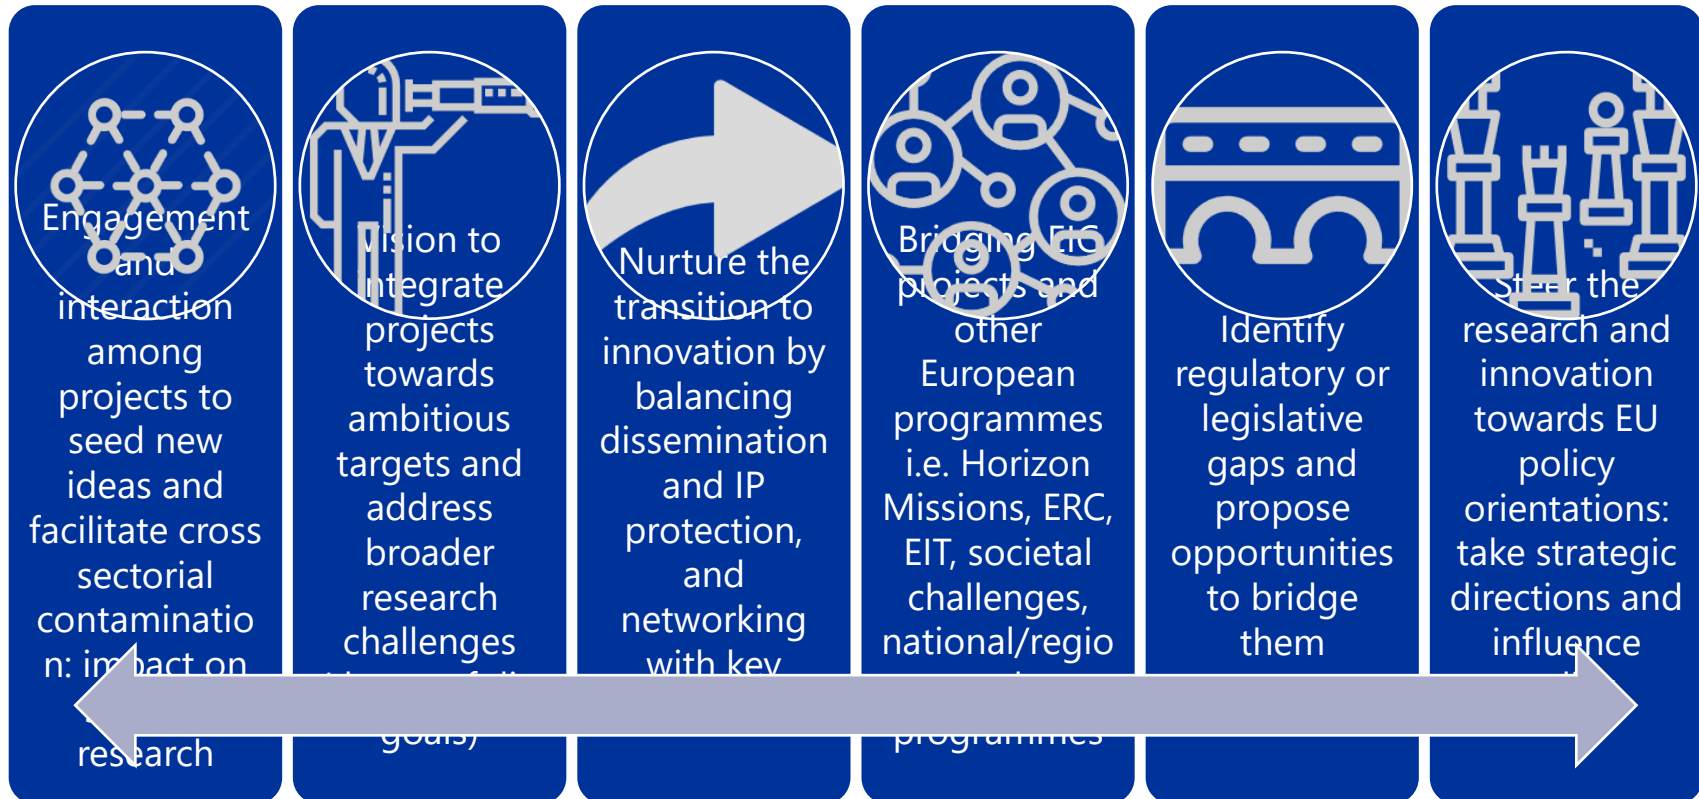 Engagement
and
interaction
among
projects to
seed new
ideas and
facilitate cross
sectorial
contaminatio
n: impact on
research
Vision to
integrate
projects
towards
ambitious
targets and
address
broader
research
challenges
goals)
Nurture the
transition to
innovation by
balancing
dissemination
and IP
protection,
and
networking
with key
Bridging EIC
projects and
other
European
programmes
i.e. Horizon
Missions, ERC,
EIT, societal
challenges,
national/regio
programmes
Identify
regulatory or
legislative
gaps and
propose
opportunities
to bridge
them
Steer the
research and
innovation
towards EU
policy
orientations:
take strategic
directions and
influence